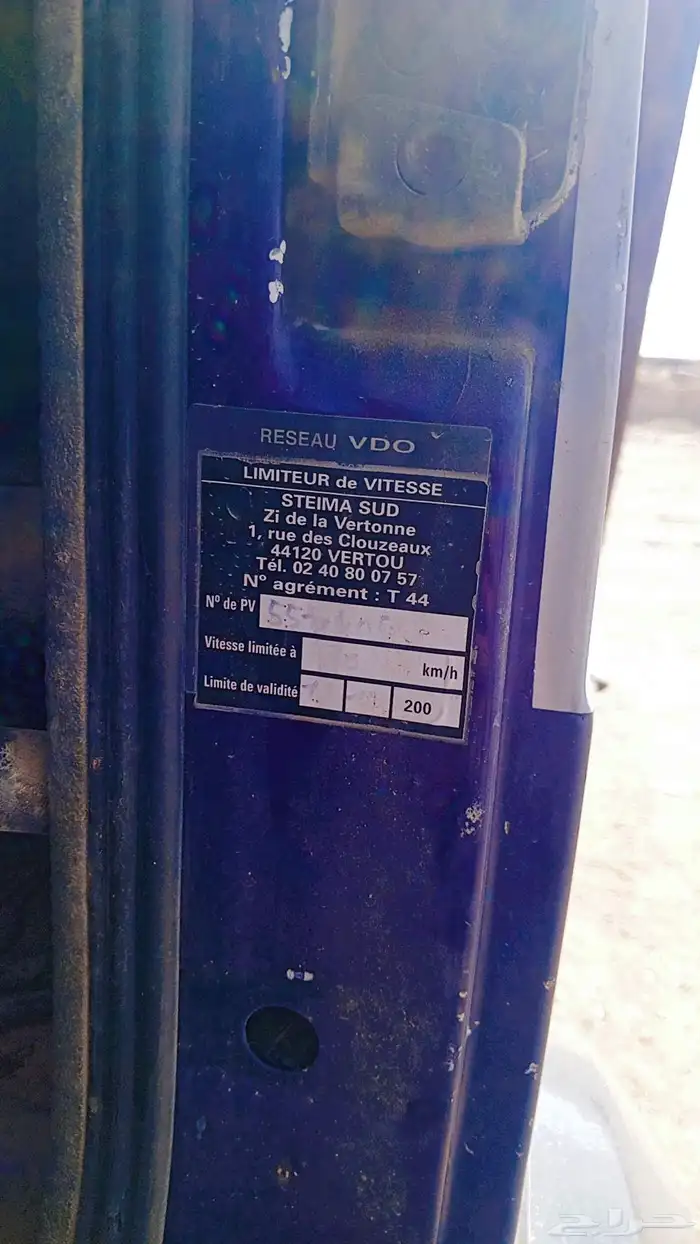 RESEAU VDO
LIMITEUR de VITESSE
STEIMA SUD
Zi de la Vertonne
1, rue des Clouzeaux
44120 VERTOU
Tél. 02 40 80 07 57
N° agrément : T 44
N° de PV
Vitesse limitée à km/h
Limite de validité 200
حراج